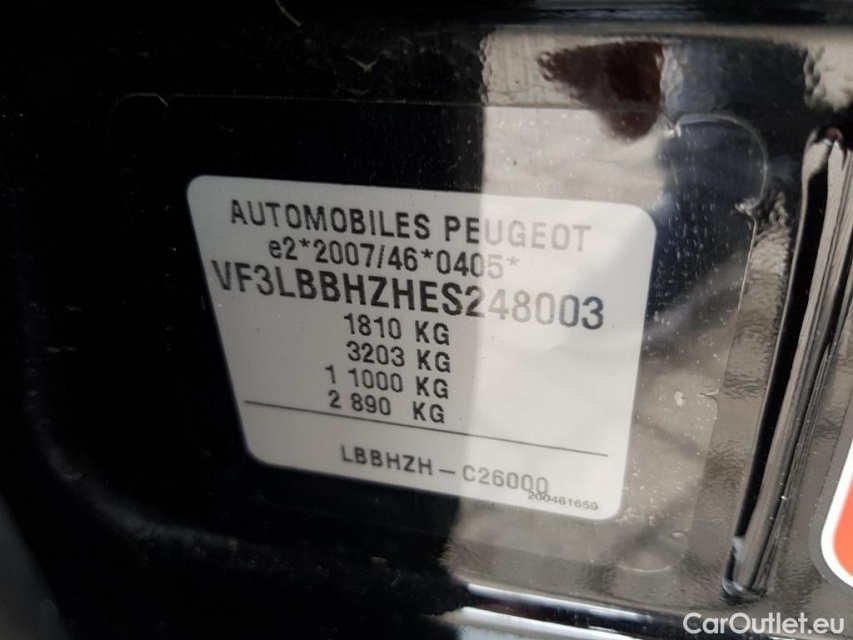 AUTOMOBILES PEUGEOT
e2*2007/46*0405*
VF3LBBHZHES248003
1810 KG
3203 KG
1 1000 KG
2 890 KG
LBBHZH-C26000
200461659
CarOutlet.eu